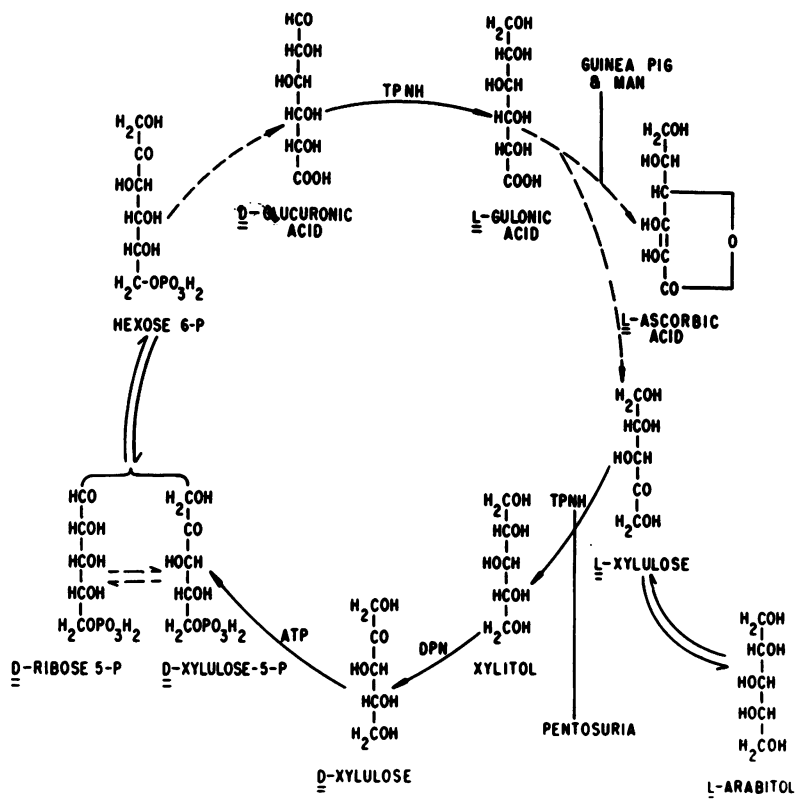 HCO
HCOH
HOCH
HCOH
HCOH
COOH
D-GLUCURONIC
ACID
TPNH
H2COH
HCOH
HOCH
HCOH
HCOH
COOH
L-GULONIC
ACID
GUINEA PIG
& MAN
H2COH
HOCH
HC
HOC
HOC
CO
O
L-ASCORBIC
ACID
H2COH
CO
HOCH
HCOH
HCOH
H2C-OPO3H2
HEXOSE 6-P
H2COH
HCOH
HOCH
CO
H2COH
L-XYLULOSE
HCO
HCOH
HCOH
HCOH
H2COPO3H2
D-RIBOSE 5-P
H2COH
CO
HOCH
HCOH
H2COPO3H2
D-XYLULOSE-5-P
ATP
H2COH
CO
HOCH
HCOH
H2COH
D-XYLULOSE
DPN
H2COH
HCOH
HOCH
HCOH
H2COH
XYLITOL
TPNH
PENTOSURIA
H2COH
HCOH
HOCH
HOCH
H2COH
L-ARABITOL